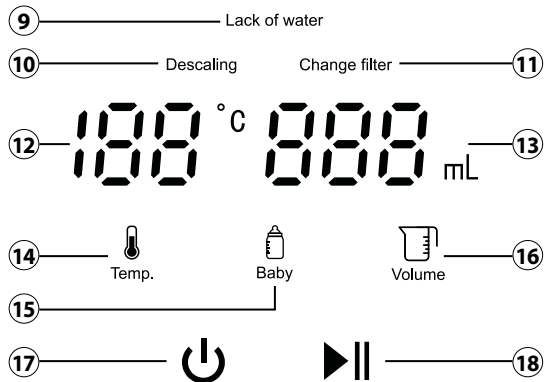 9 Lack of water
10 Descaling Change filter 11
12 188 °C 888 mL 13
14 Temp. Baby Volume 16
15
17 18